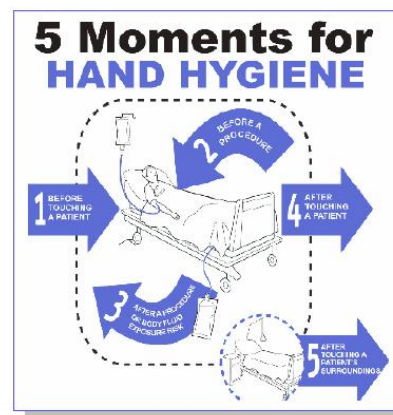 5 Moments for
HAND HYGIENE
1 BEFORE
TOUCHING
A PATIENT
2 BEFORE A
PROCEDURE
3 AFTER A PROCEDURE
OR BODY FLUID
EXPOSURE RISK
4 AFTER
TOUCHING
A PATIENT
5 AFTER
TOUCHING A
PATIENT'S
SURROUNDINGS